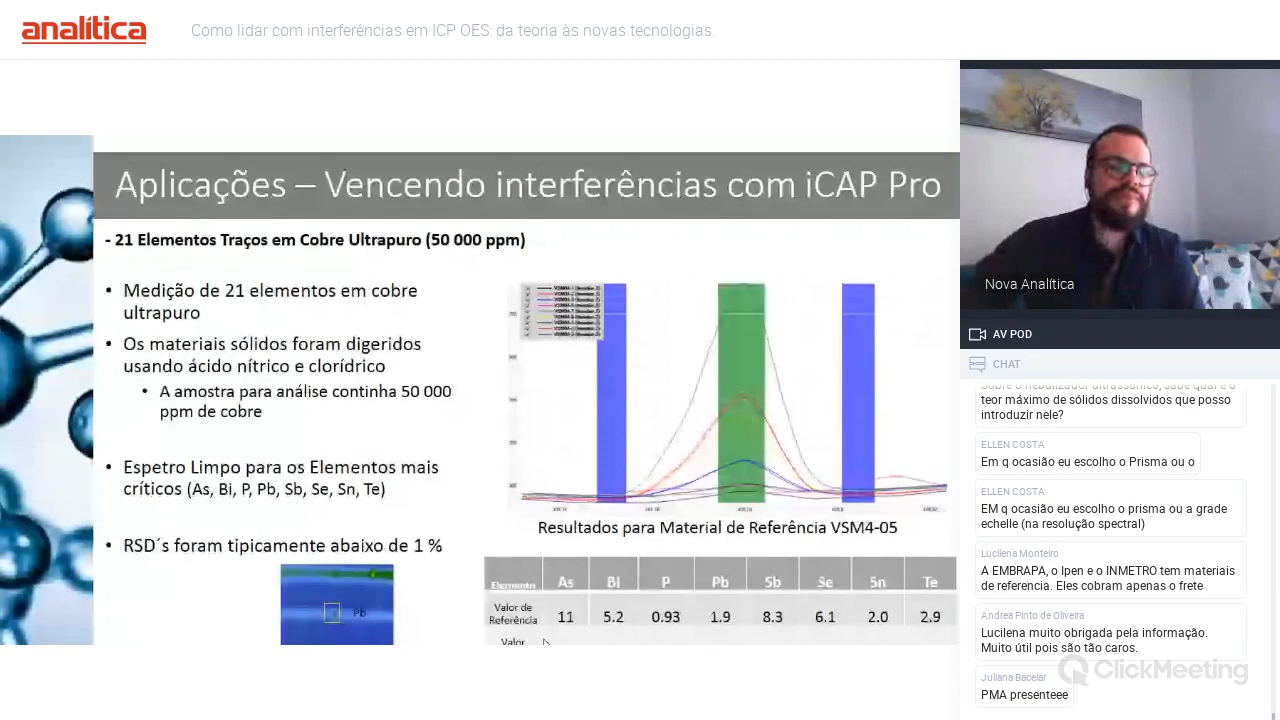 analítica
Como lidar com interferências em ICP OES: da teoria às novas tecnologias.
Aplicações – Vencendo interferências com iCAP Pro
- 21 Elementos Traços em Cobre Ultrapuro (50 000 ppm)
• Medição de 21 elementos em cobre
ultrapuro
• Os materiais sólidos foram digeridos
usando ácido nítrico e clorídrico
• A amostra para análise continha 50 000
ppm de cobre
• Espetro Limpo para os Elementos mais
críticos (As, Bi, P, Pb, Sb, Se, Sn, Te)
• RSD´s foram tipicamente abaixo de 1 %
Pb
Resultados para Material de Referência VSM4-05
Elemento As Bi P Pb Sb Se Sn Te
Valor de
Referência 11 5.2 0.93 1.9 8.3 6.1 2.0 2.9
Valor
Nova Analítica
AV POD
CHAT
Sobre o nebulizador ultrassônico, sabe qual é o
teor máximo de sólidos dissolvidos que posso
introduzir nele?
ELLEN COSTA
Em q ocasião eu escolho o Prisma ou o
ELLEN COSTA
EM q ocasião eu escolho o prisma ou a grade
echelle (na resolução spectral)
Lucilena Monteiro
A EMBRAPA, o Ipen e o INMETRO tem materiais
de referencia. Eles cobram apenas o frete
Andrea Pinto de Oliveira
Lucilena muito obrigada pela informação.
Muito útil pois são tão caros.
Juliana Bacelar
PMA presenteee
ClickMeeting